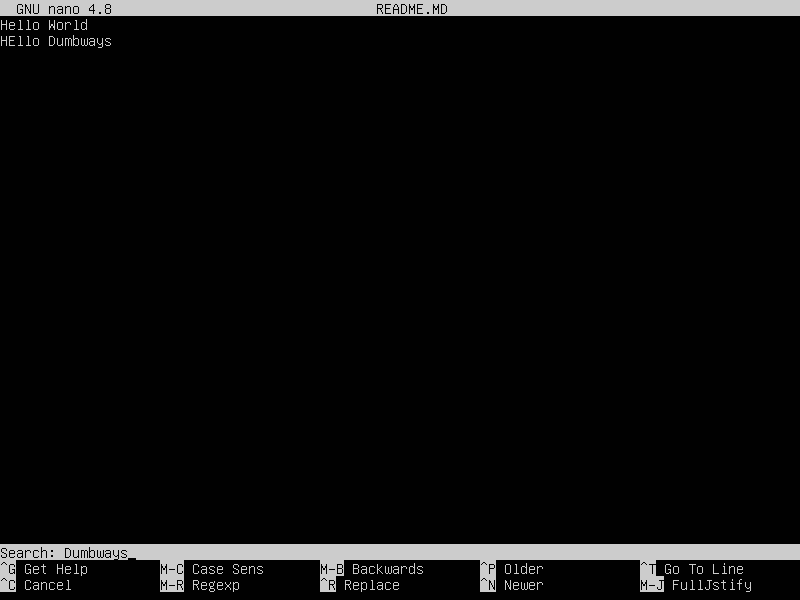 GNU nano 4.8 README.MD
Hello World
HEllo Dumbways
Search: Dumbways
^G Get Help M-C Case Sens M-B Backwards ^P Older ^T Go To Line
^C Cancel M-R Regexp ^R Replace ^N Newer M-J FullJstify